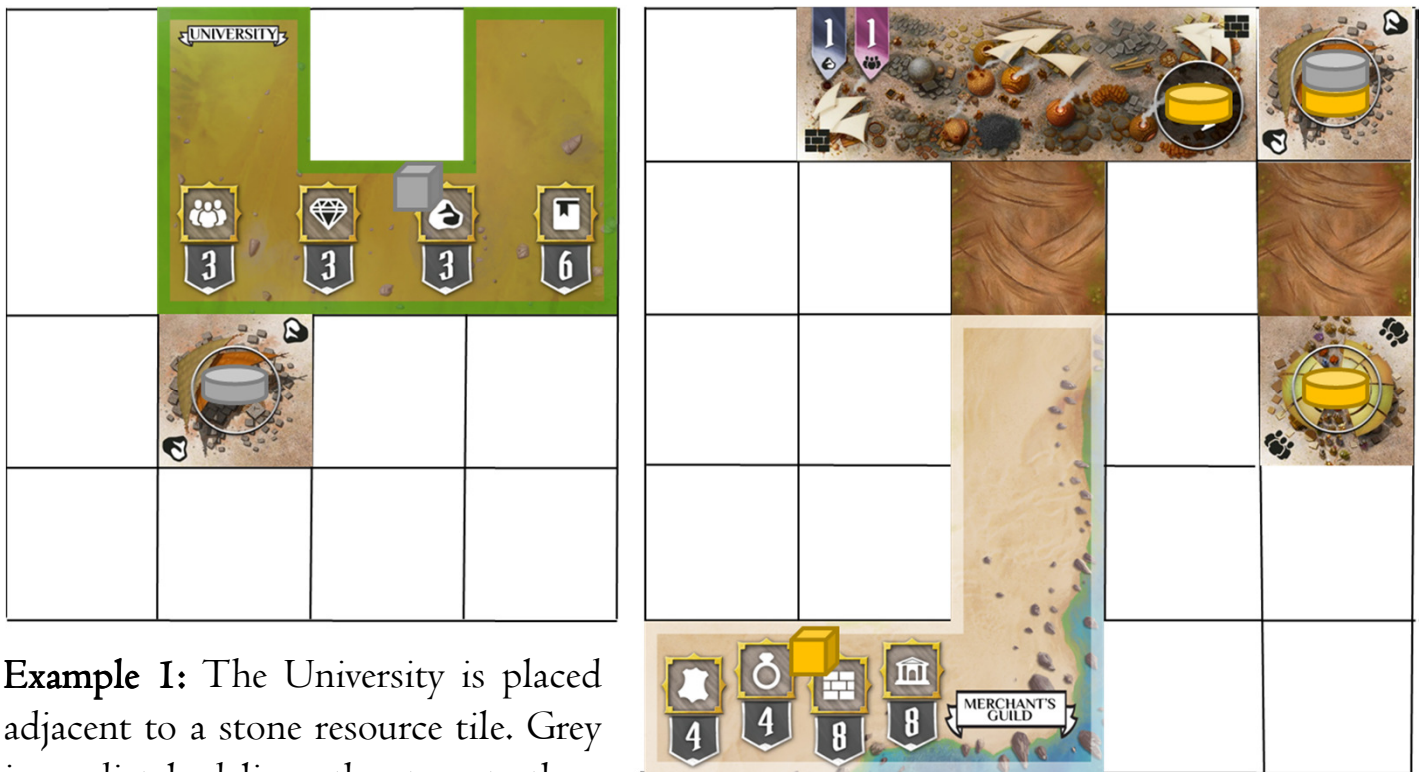 UNIVERSITY
3 3 3 6
1 1
4 4 8 8
MERCHANT'S
GUILD
Example 1: The University is placed
adjacent to a stone resource tile. Grey